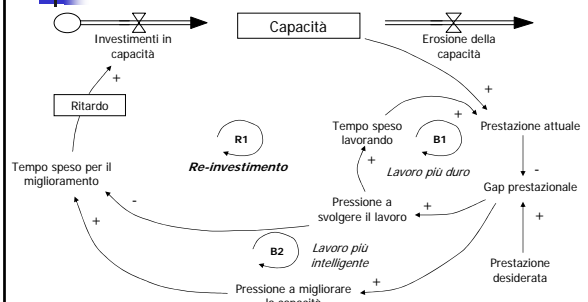 Investimenti in
capacità
Capacità
Erosione della
capacità
+
Ritardo
R1
Re-investimento
Tempo speso
lavorando
+
+
B1
Prestazione attuale
Lavoro più duro
Tempo speso per il
miglioramento
+
-
Gap prestazionale
-
Pressione a
svolgere il lavoro
+
+
+
B2
Lavoro più
intelligente
Prestazione
desiderata
+
Pressione a migliorare
la capacità